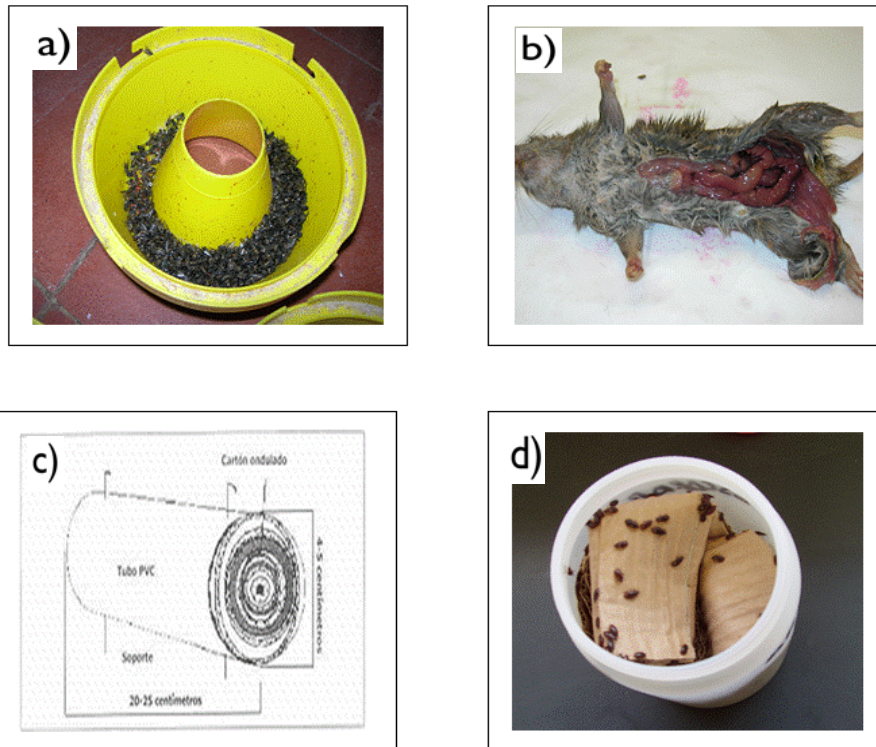 a)
b)
c)
Cartón ondulado
Tubo PVC
4-5 centímetros
Soporte
20-25 centímetros
d)